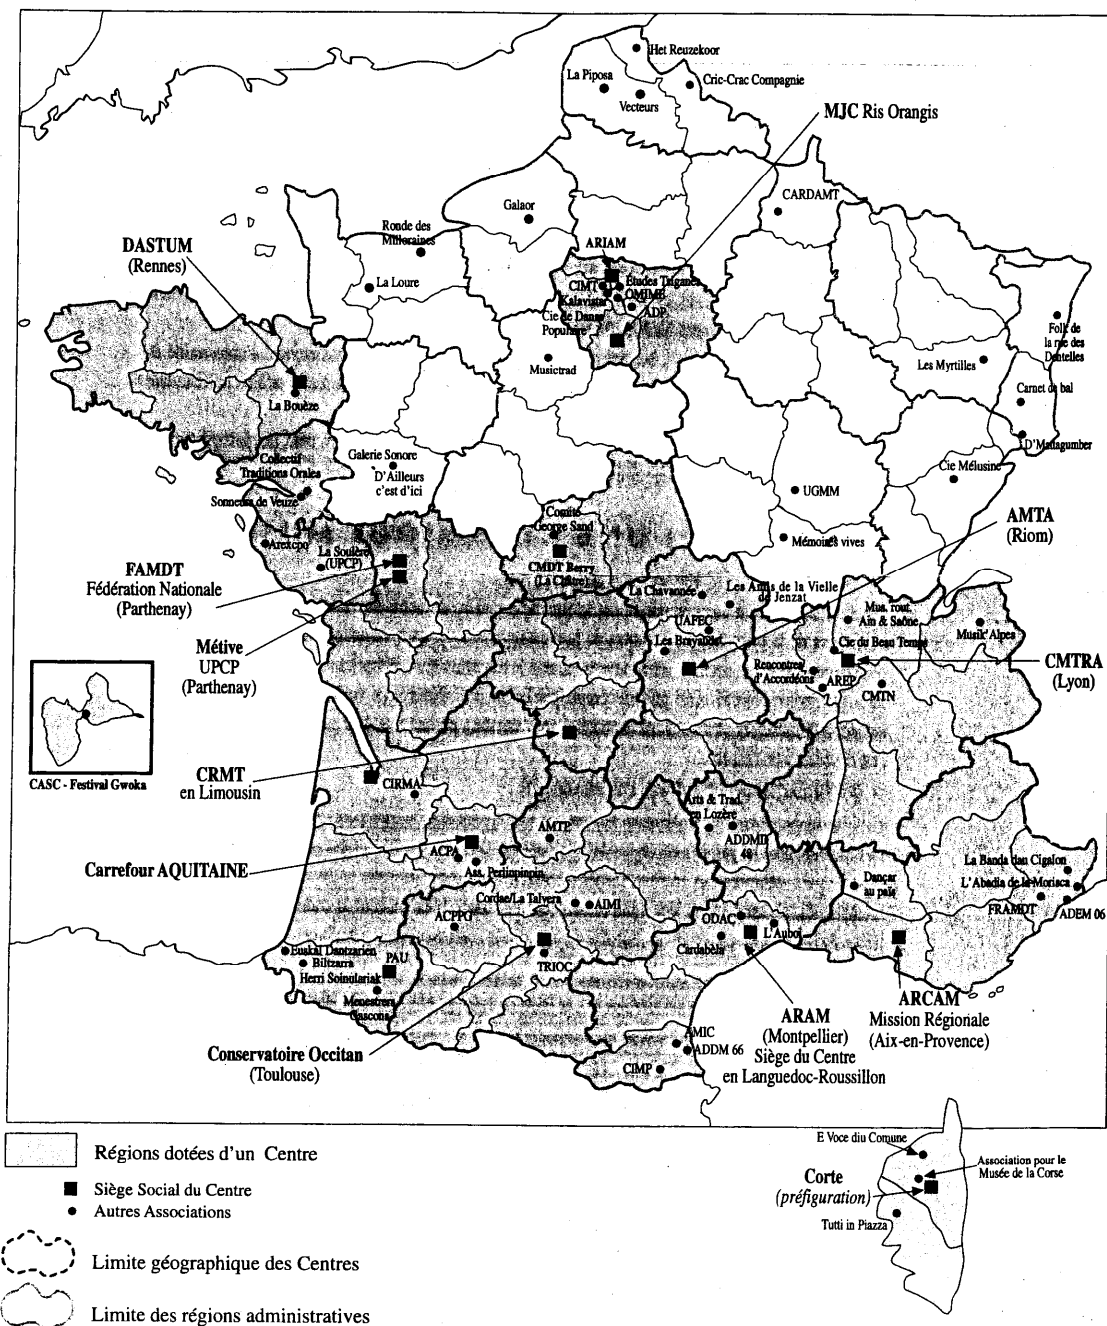 Het Reuzekoor
La Piposa
Cric-Crac Compagnie
Vecteurs
MJC Ris Orangis
CARDAMT
Galaor
Ronde des
Milloraines
DASTUM
(Rennes)
ARIAM
La Loure
CIMT
Études Tziganes
Kalavista
ADP
Cie de Danse
Populaire
Folk de
la rue des
Dentelles
Musictrad
Les Myrtilles
Carnet de bal
La Bouèze
D'Madagumber
Collectif
Traditions Orales
Galerie Sonore
D'Ailleurs
c'est d'ici
Cie Mélusine
Sonneurs de Veuze
UGMM
Comité
George Sand
AMTA
(Riom)
Arexcpo
La Soulère
(UPCP)
Mémoires vives
FAMDT
Fédération Nationale
(Parthenay)
CMDT Berry
(La Châtre)
La Chavannée
Les Amis de la Vielle
de Jenzat
Mus. rout.
Ain & Saône
UAFEC
Musik'Alpes
Métive
UPCP
(Parthenay)
Les Brayauds
Cie du Beau Temps
CMTRA
(Lyon)
Rencontres
d'Accordéons
AREP
CMTN
CRMT
en Limousin
CASC - Festival Gwoka
CIRMA
Arts & Trad.
en Lozère
AMTP
ADDMD
48
ACPA
Carrefour AQUITAINE
Ass. Perlinpinpin
La Banda dau Cigalon
Dançar
au païs
L'Abadia de la Moriaca
Cordae/La Talvera
AIMI
FRAMDT
ADEM 06
ACPPG
ODAC
L'Auboi
Cardabèla
Euskal Dantzarien
Biltzarra
PAU
TRIOC
Herri Soinulariak
Menestrers
Gascons
ARCAM
Mission Régionale
(Aix-en-Provence)
ARAM
(Montpellier)
Siège du Centre
en Languedoc-Roussillon
AMIC
ADDM 66
Conservatoire Occitan
(Toulouse)
CIMP
Régions dotées d'un Centre
Siège Social du Centre
Autres Associations
Limite géographique des Centres
Limite des régions administratives
E Voce diu Comune
Association pour le
Musée de la Corse
Corte
(préfiguration)
Tutti in Piazza